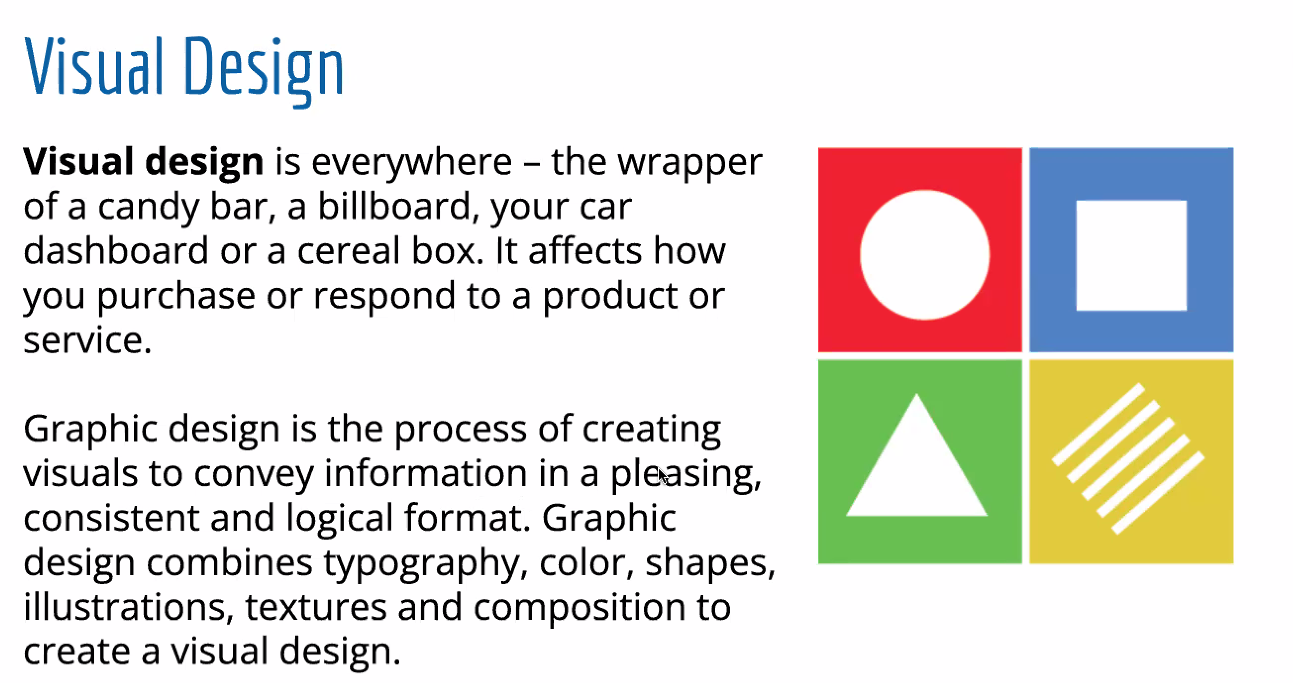 Visual Design
Visual design is everywhere – the wrapper
of a candy bar, a billboard, your car
dashboard or a cereal box. It affects how
you purchase or respond to a product or
service.
Graphic design is the process of creating
visuals to convey information in a pleasing,
consistent and logical format. Graphic
design combines typography, color, shapes,
illustrations, textures and composition to
create a visual design.